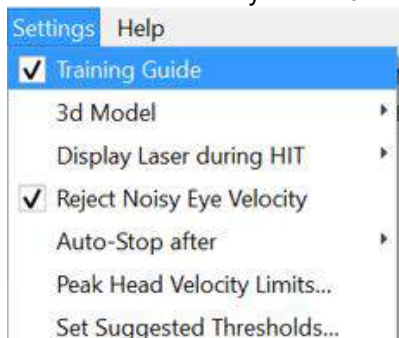 Settings Help
Training Guide
3d Model
Display Laser during HIT
Reject Noisy Eye Velocity
Auto-Stop after
Peak Head Velocity Limits...
Set Suggested Thresholds...